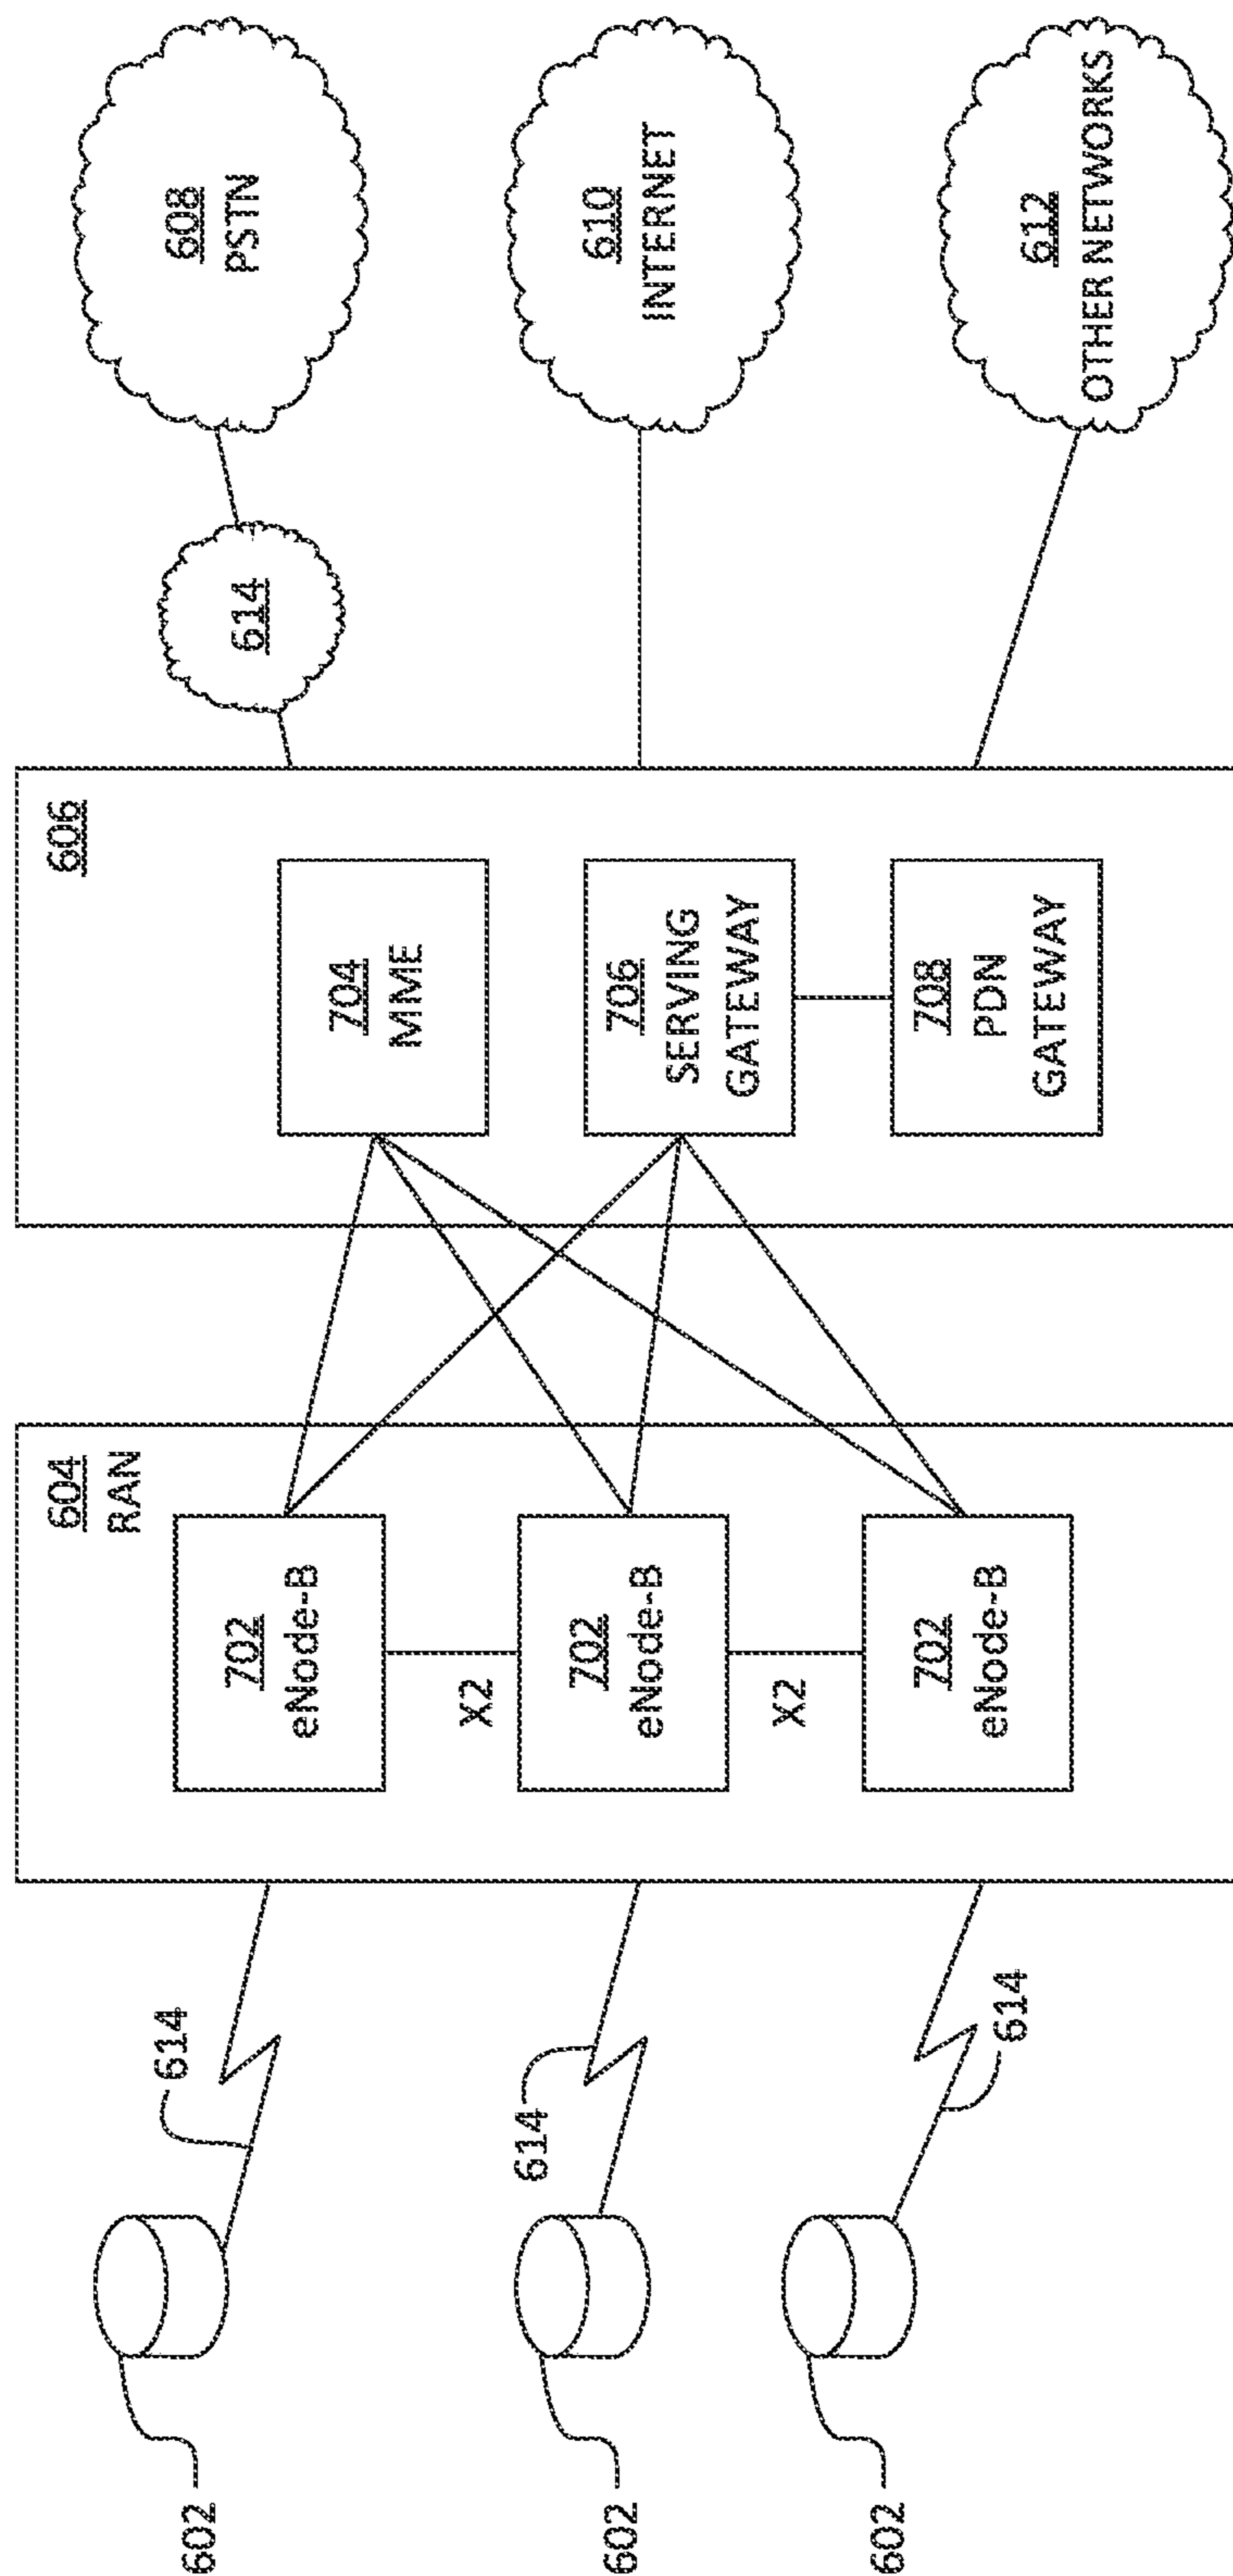 602
602
602
614
614
614
604
RAN
702
eNode-B
X2
702
eNode-B
X2
702
eNode-B
606
704
MME
706
SERVING
GATEWAY
708
PDN
GATEWAY
614
608
PSTN
610
INTERNET
612
OTHER NETWORKS